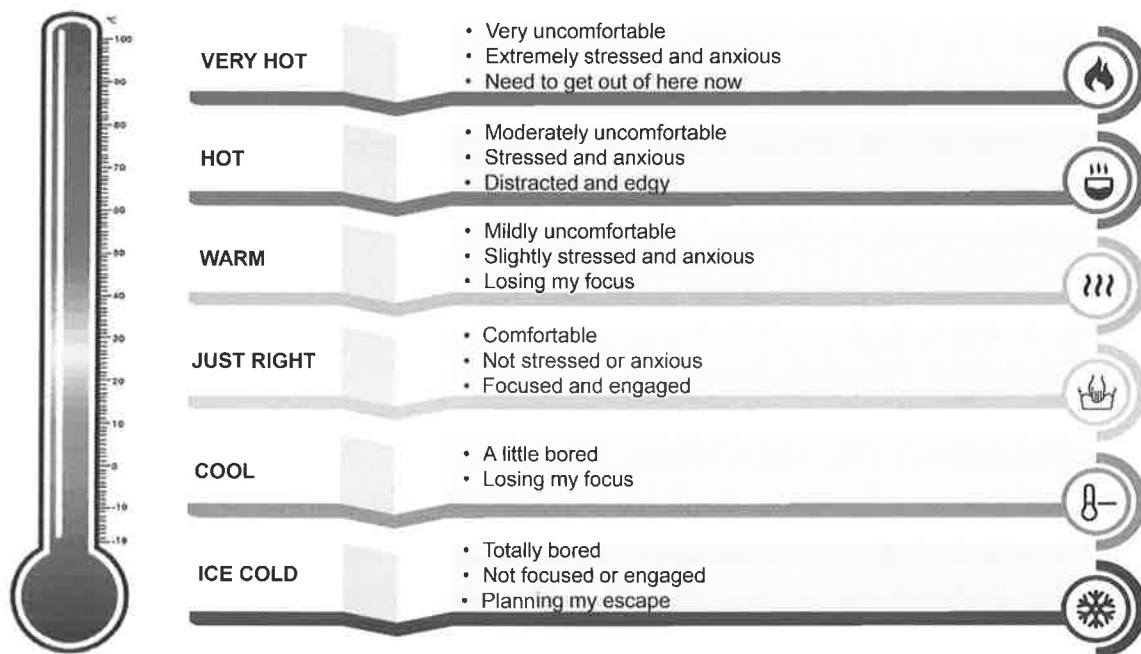 °C
100
90
80
70
60
50
40
30
20
10
0
-10
VERY HOT
• Very uncomfortable
• Extremely stressed and anxious
• Need to get out of here now
HOT
• Moderately uncomfortable
• Stressed and anxious
• Distracted and edgy
WARM
• Mildly uncomfortable
• Slightly stressed and anxious
• Losing my focus
JUST RIGHT
• Comfortable
• Not stressed or anxious
• Focused and engaged
COOL
• A little bored
• Losing my focus
ICE COLD
• Totally bored
• Not focused or engaged
• Planning my escape